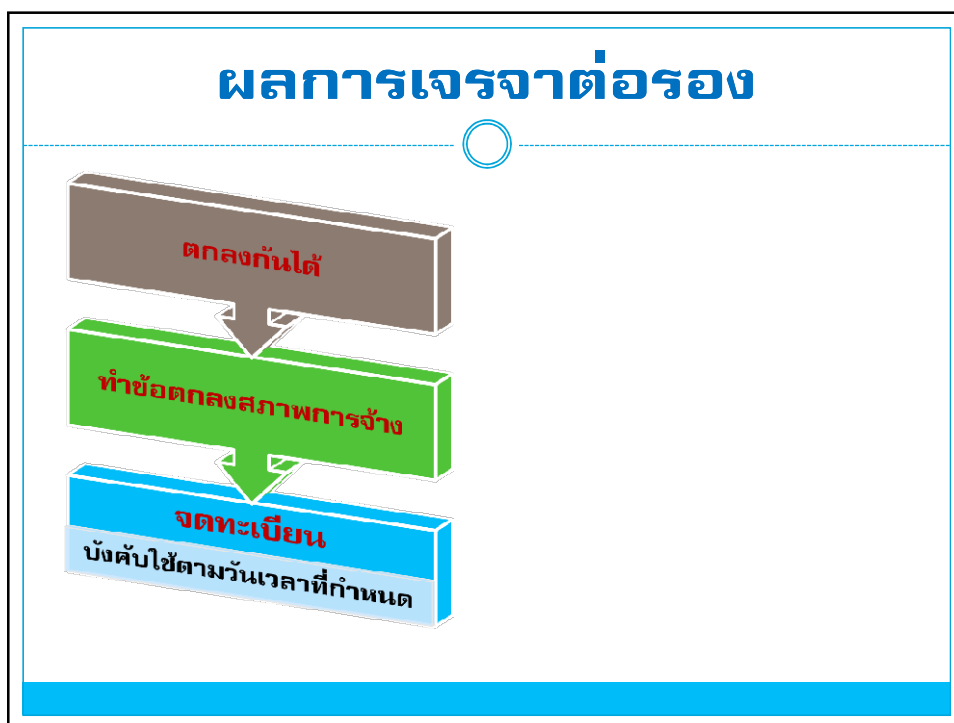 ผลการเจรจาต่อรอง
ตกลงกันได้
ทำข้อตกลงสภาพการจ้าง
จดทะเบียน
บังคับใช้ตามวันเวลาที่กำหนด